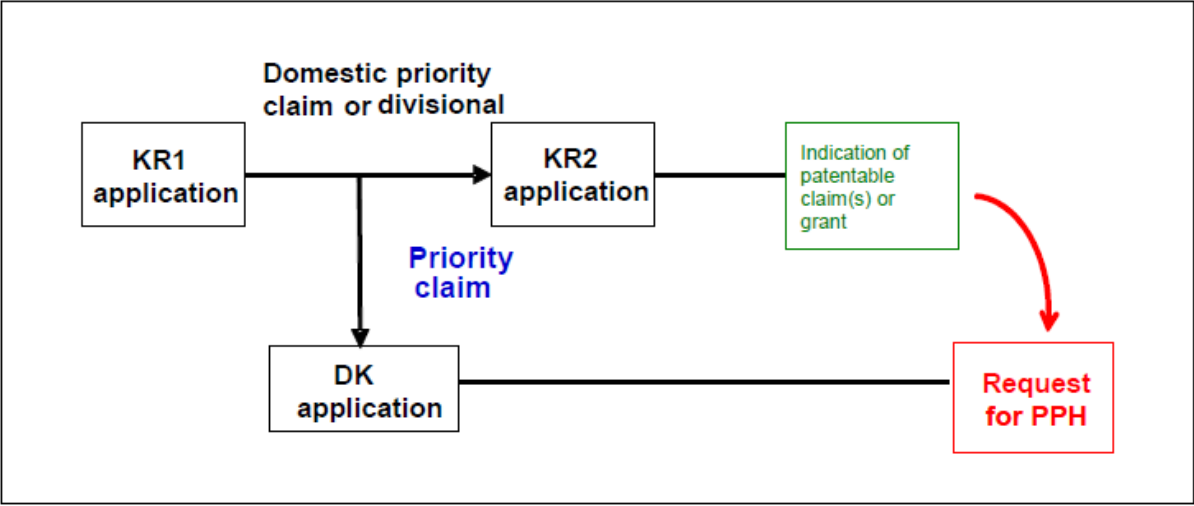 Domestic priority
claim or divisional
KR1
application
KR2
application
Indication of
patentable
claim(s) or
grant
Priority
claim
DK
application
Request
for PPH